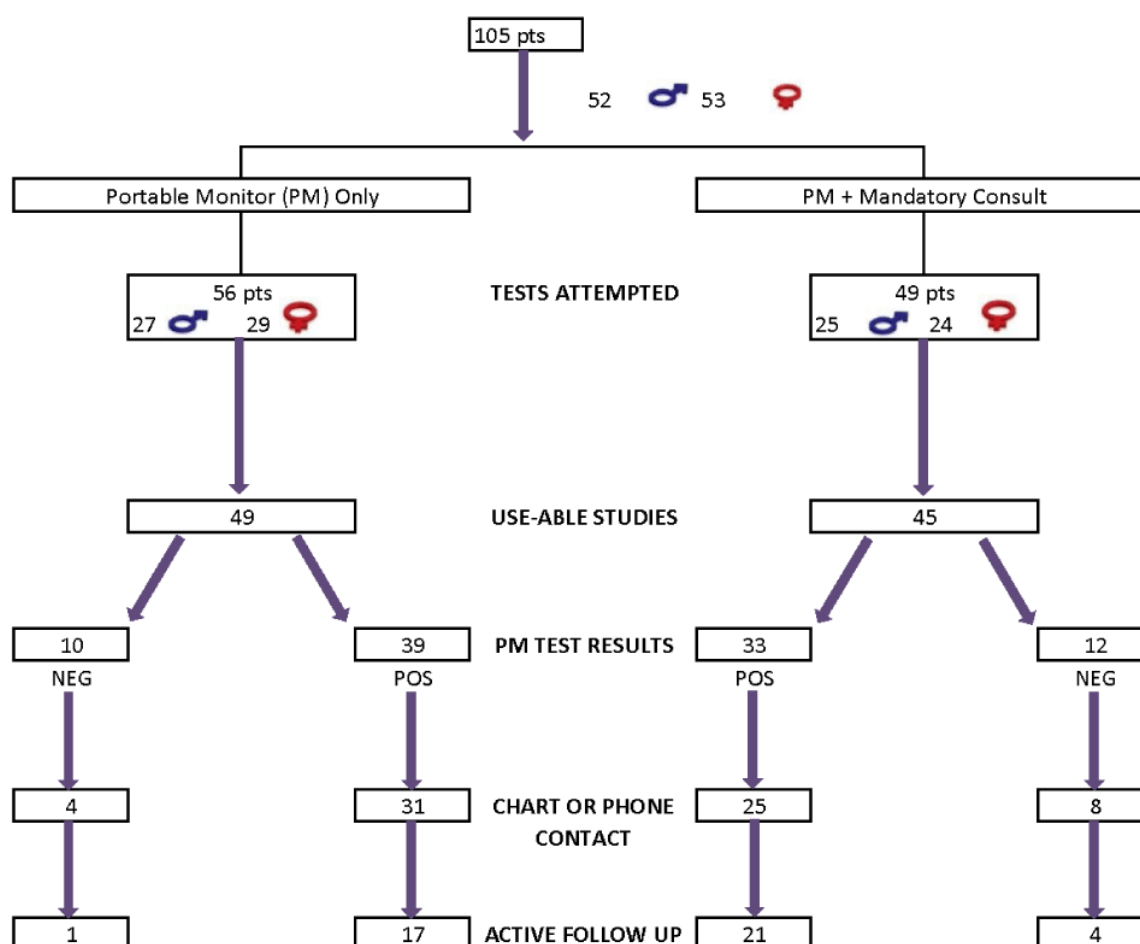 105 pts
52 53
Portable Monitor (PM) Only PM + Mandatory Consult
56 pts TESTS ATTEMPTED 49 pts
27 29 25 24
49 USE-ABLE STUDIES 45
10 39 PM TEST RESULTS 33 12
NEG POS POS NEG
4 31 CHART OR PHONE 25 8
CONTACT
1 17 ACTIVE FOLLOW UP 21 4